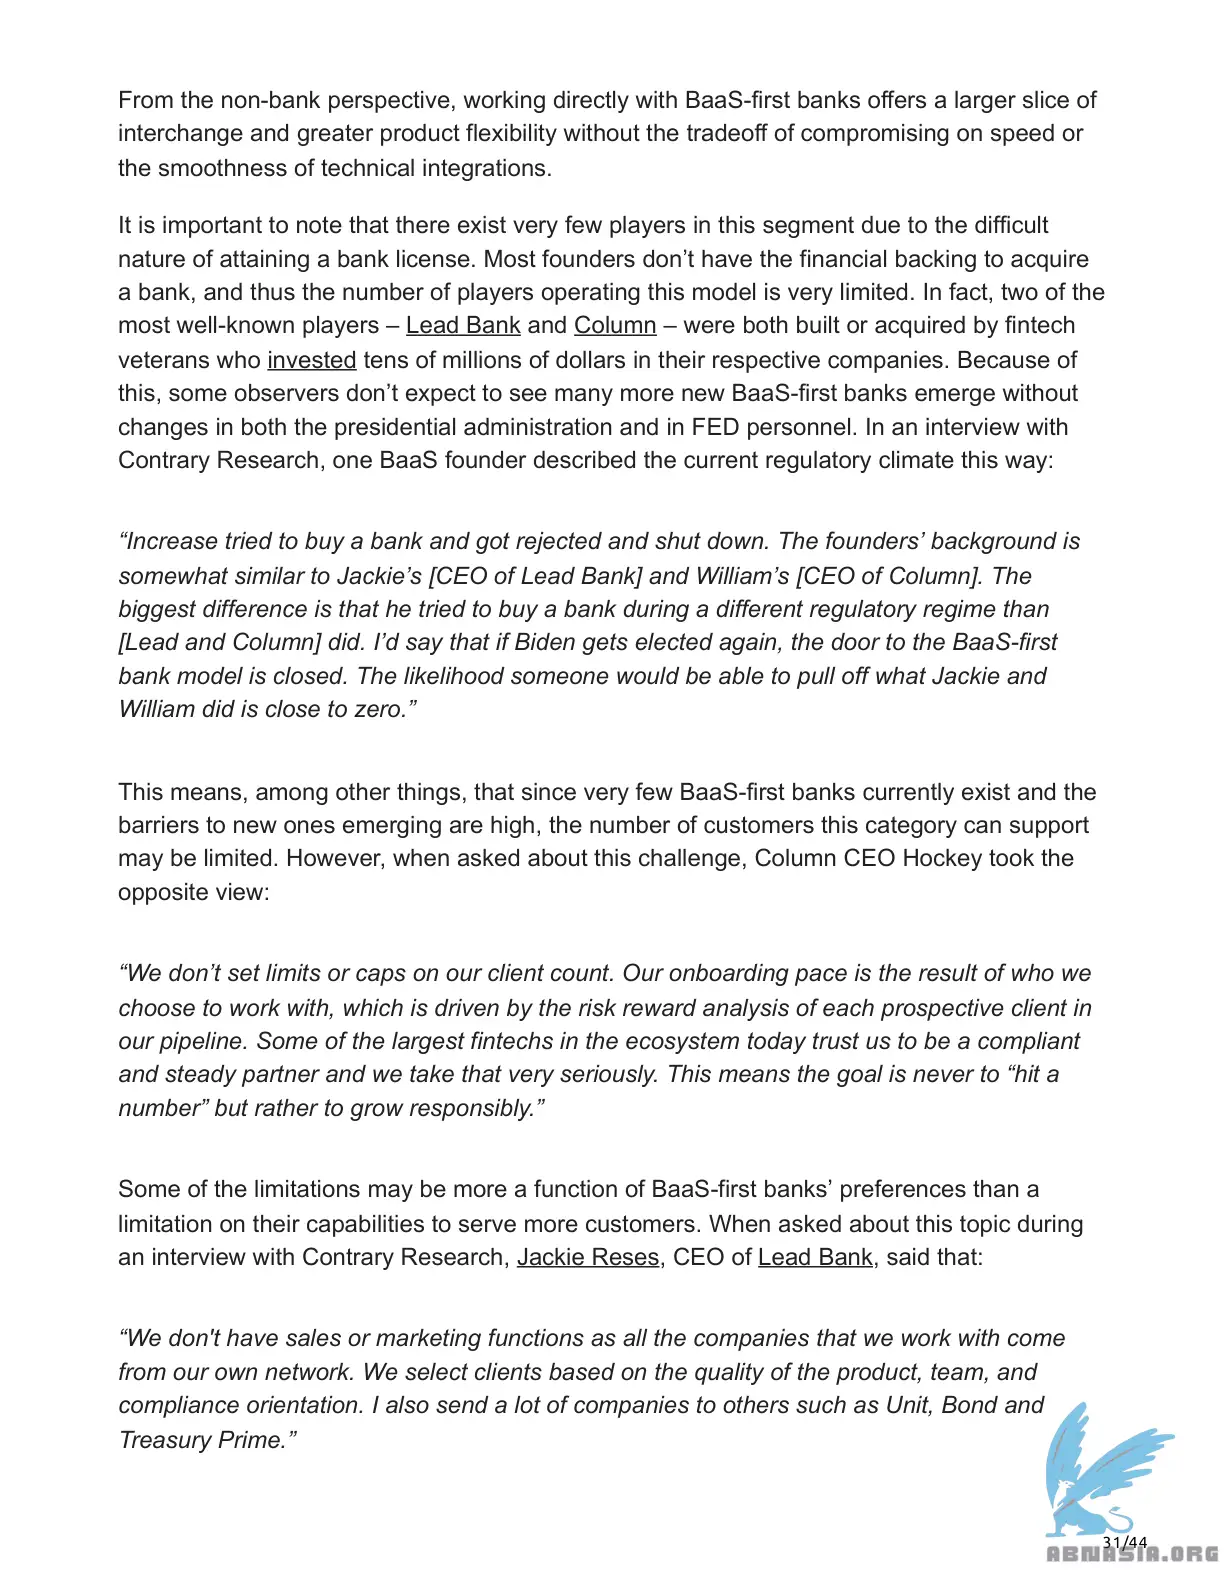 From the non-bank perspective, working directly with BaaS-first banks offers a larger slice of
interchange and greater product flexibility without the tradeoff of compromising on speed or
the smoothness of technical integrations.
It is important to note that there exist very few players in this segment due to the difficult
nature of attaining a bank license. Most founders don’t have the financial backing to acquire
a bank, and thus the number of players operating this model is very limited. In fact, two of the
most well-known players – Lead Bank and Column – were both built or acquired by fintech
veterans who invested tens of millions of dollars in their respective companies. Because of
this, some observers don’t expect to see many more new BaaS-first banks emerge without
changes in both the presidential administration and in FED personnel. In an interview with
Contrary Research, one BaaS founder described the current regulatory climate this way:
“Increase tried to buy a bank and got rejected and shut down. The founders’ background is
somewhat similar to Jackie’s [CEO of Lead Bank] and William’s [CEO of Column]. The
biggest difference is that he tried to buy a bank during a different regulatory regime than
[Lead and Column] did. I’d say that if Biden gets elected again, the door to the BaaS-first
bank model is closed. The likelihood someone would be able to pull off what Jackie and
William did is close to zero.”
This means, among other things, that since very few BaaS-first banks currently exist and the
barriers to new ones emerging are high, the number of customers this category can support
may be limited. However, when asked about this challenge, Column CEO Hockey took the
opposite view:
“We don’t set limits or caps on our client count. Our onboarding pace is the result of who we
choose to work with, which is driven by the risk reward analysis of each prospective client in
our pipeline. Some of the largest fintechs in the ecosystem today trust us to be a compliant
and steady partner and we take that very seriously. This means the goal is never to “hit a
number” but rather to grow responsibly.”
Some of the limitations may be more a function of BaaS-first banks’ preferences than a
limitation on their capabilities to serve more customers. When asked about this topic during
an interview with Contrary Research, Jackie Reses, CEO of Lead Bank, said that:
“We don't have sales or marketing functions as all the companies that we work with come
from our own network. We select clients based on the quality of the product, team, and
compliance orientation. I also send a lot of companies to others such as Unit, Bond and
Treasury Prime.”
31/44
ABNASIA.ORG